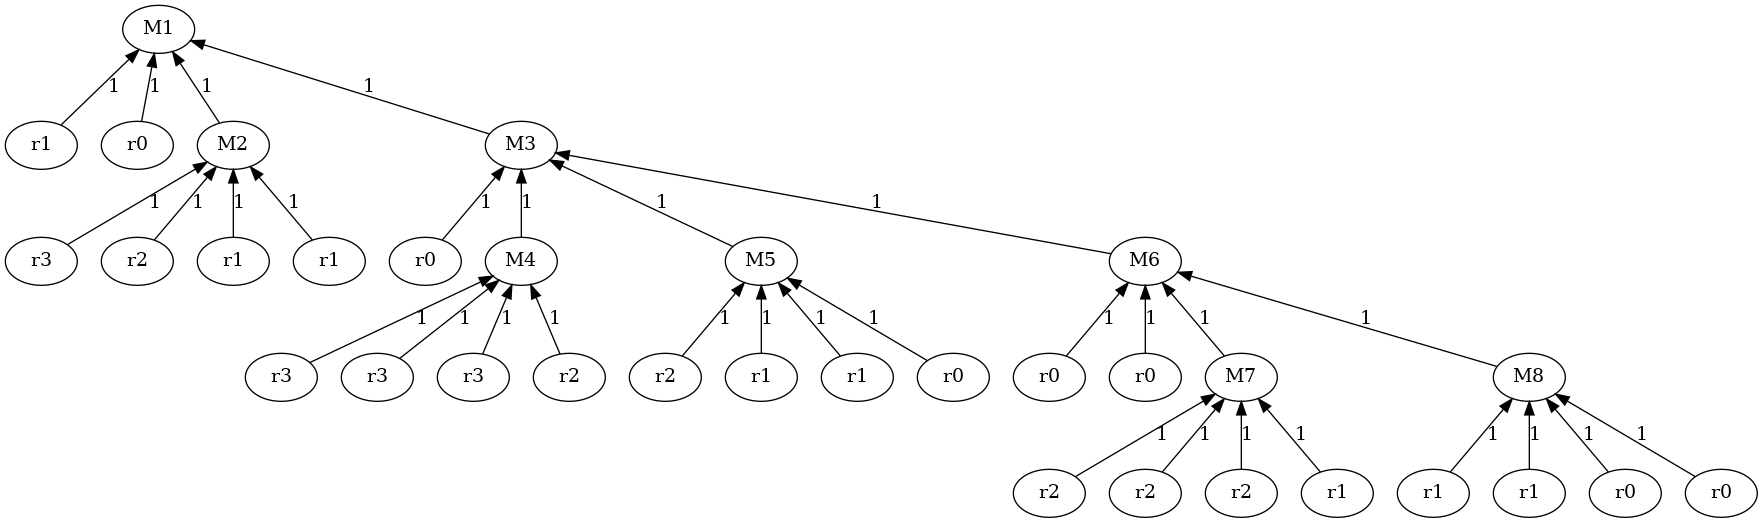 M1
1 1 1 1
r1 r0 M2 M3
1 1 1 1 1 1 1 1
r3 r2 r1 r1 r0 M4 M5 M6
1 1 1 1 1 1 1 1 1 1 1 1
r3 r3 r3 r2 r2 r1 r1 r0 r0 r0 M7 M8
1 1 1 1 1 1 1 1
r2 r2 r2 r1 r1 r1 r0 r0